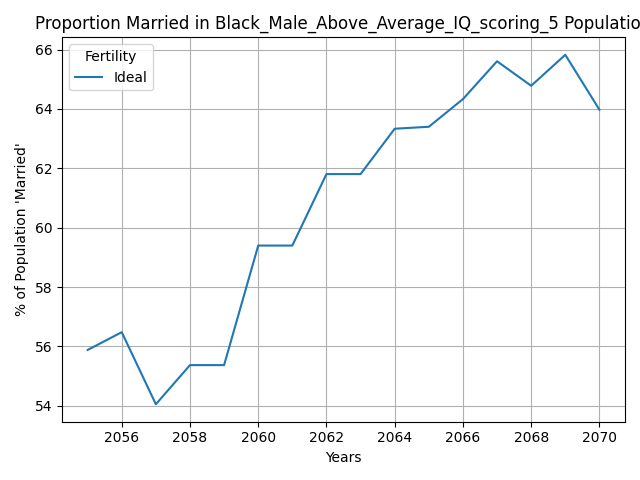 Proportion Married in Black_Male_Above_Average_IQ_scoring_5 Populatio
66
64
62
60
58
56
54
% of Population 'Married'
Fertility
Ideal
2056 2058 2060 2062 2064 2066 2068 2070
Years